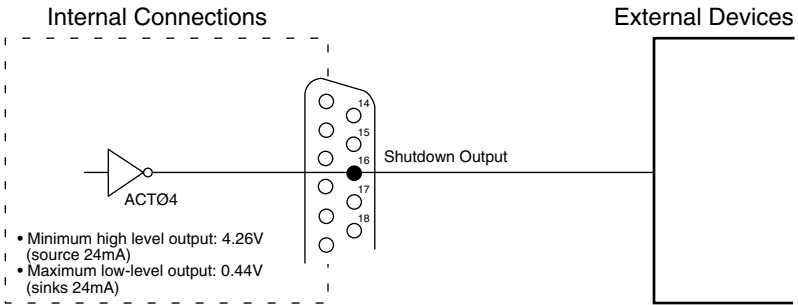 Internal Connections
External Devices
14
15
16
Shutdown Output
17
18
ACTØ4
• Minimum high level output: 4.26V
(source 24mA)
• Maximum low-level output: 0.44V
(sinks 24mA)